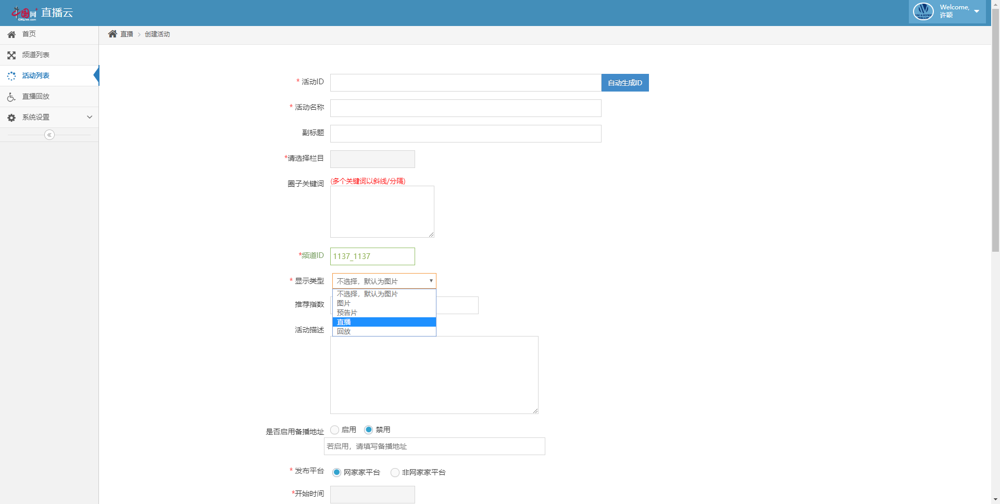 中国网 直播云
CNLive.com
Welcome,
许颖
首页
频道列表
活动列表
直播回放
系统设置
直播 创建活动
* 活动ID 自动生成ID
* 活动名称
副标题
*请选择栏目
圈子关键词 (多个关键词以斜线/分隔)
*频道ID 1137_1137
* 显示类型 不选择，默认为图片
不选择，默认为图片
图片
预告片
直播
回放
推荐指数
活动描述
是否启用备播地址 启用 禁用
若启用，请填写备播地址
* 发布平台 网家家平台 非网家家平台
*开始时间